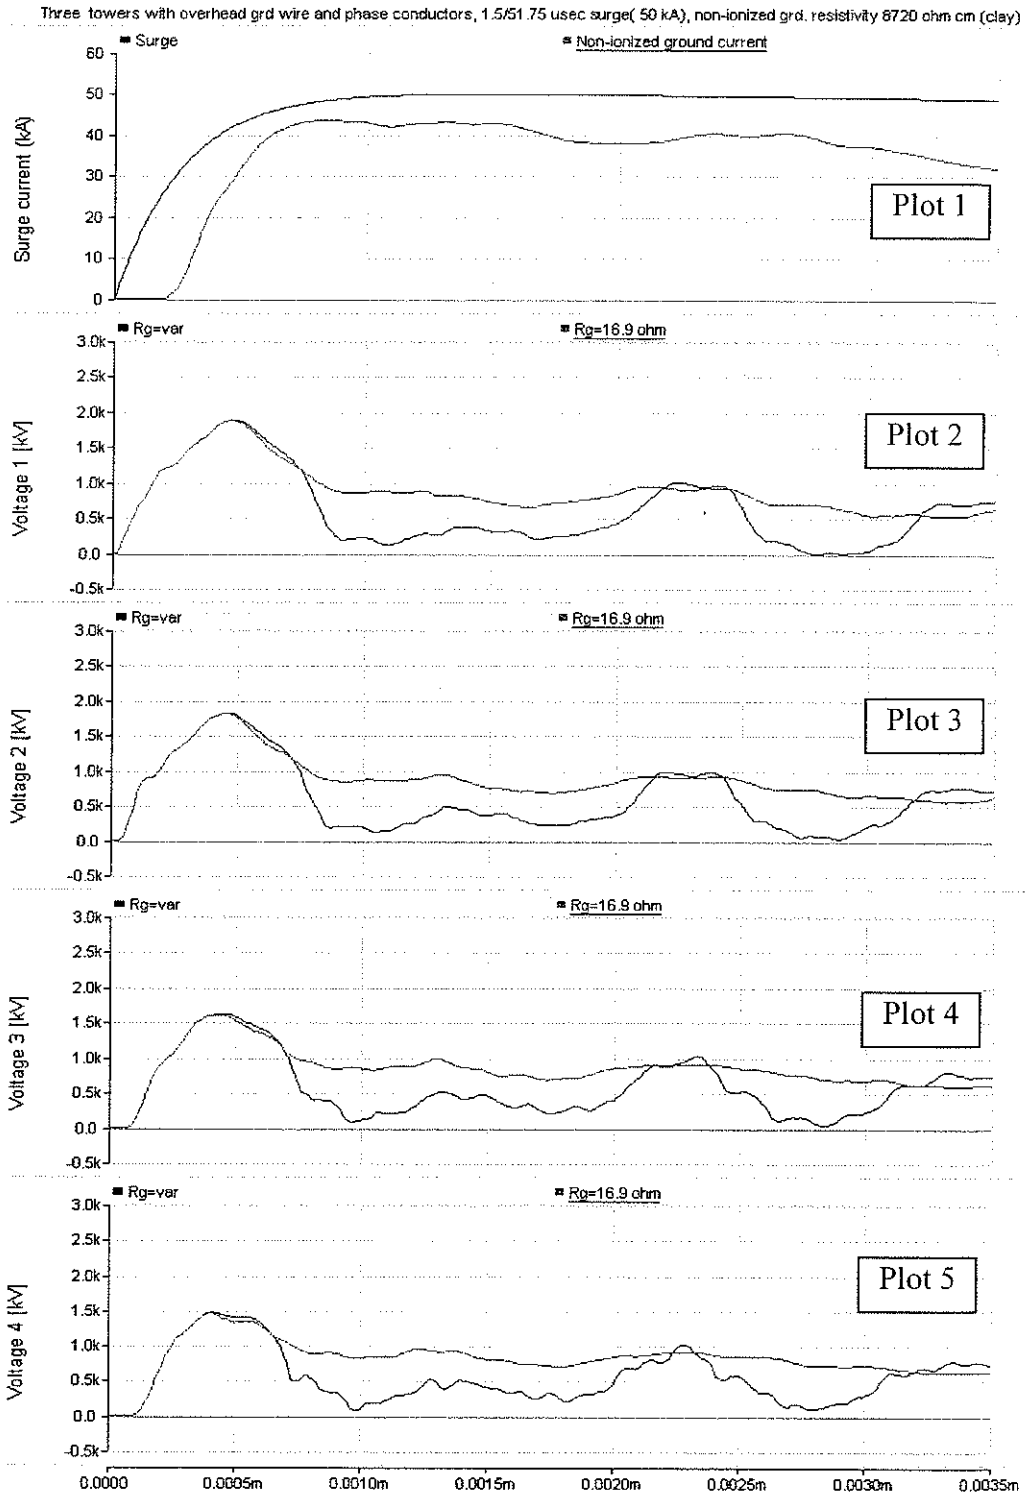 Three towers with overhead grd wire and phase conductors, 1.5/51.75 usec surge( 50 kA), non-ionized grd. resistivity 8720 ohm cm (clay)
Surge
Non-ionized ground current
60
50
40
30
20
10
0
Surge current (kA)
Plot 1
Rg=var
Rg=16.9 ohm
3.0k
2.5k
2.0k
1.5k
1.0k
0.5k
0.0
-0.5k
Voltage 1 [kV]
Plot 2
Rg=var
Rg=16.9 ohm
3.0k
2.5k
2.0k
1.5k
1.0k
0.5k
0.0
-0.5k
Voltage 2 [kV]
Plot 3
Rg=var
Rg=16.9 ohm
3.0k
2.5k
2.0k
1.5k
1.0k
0.5k
0.0
-0.5k
Voltage 3 [kV]
Plot 4
Rg=var
Rg=16.9 ohm
3.0k
2.5k
2.0k
1.5k
1.0k
0.5k
0.0
-0.5k
Voltage 4 [kV]
Plot 5
0.0000 0.0005m 0.0010m 0.0015m 0.0020m 0.0025m 0.0030m 0.0035m